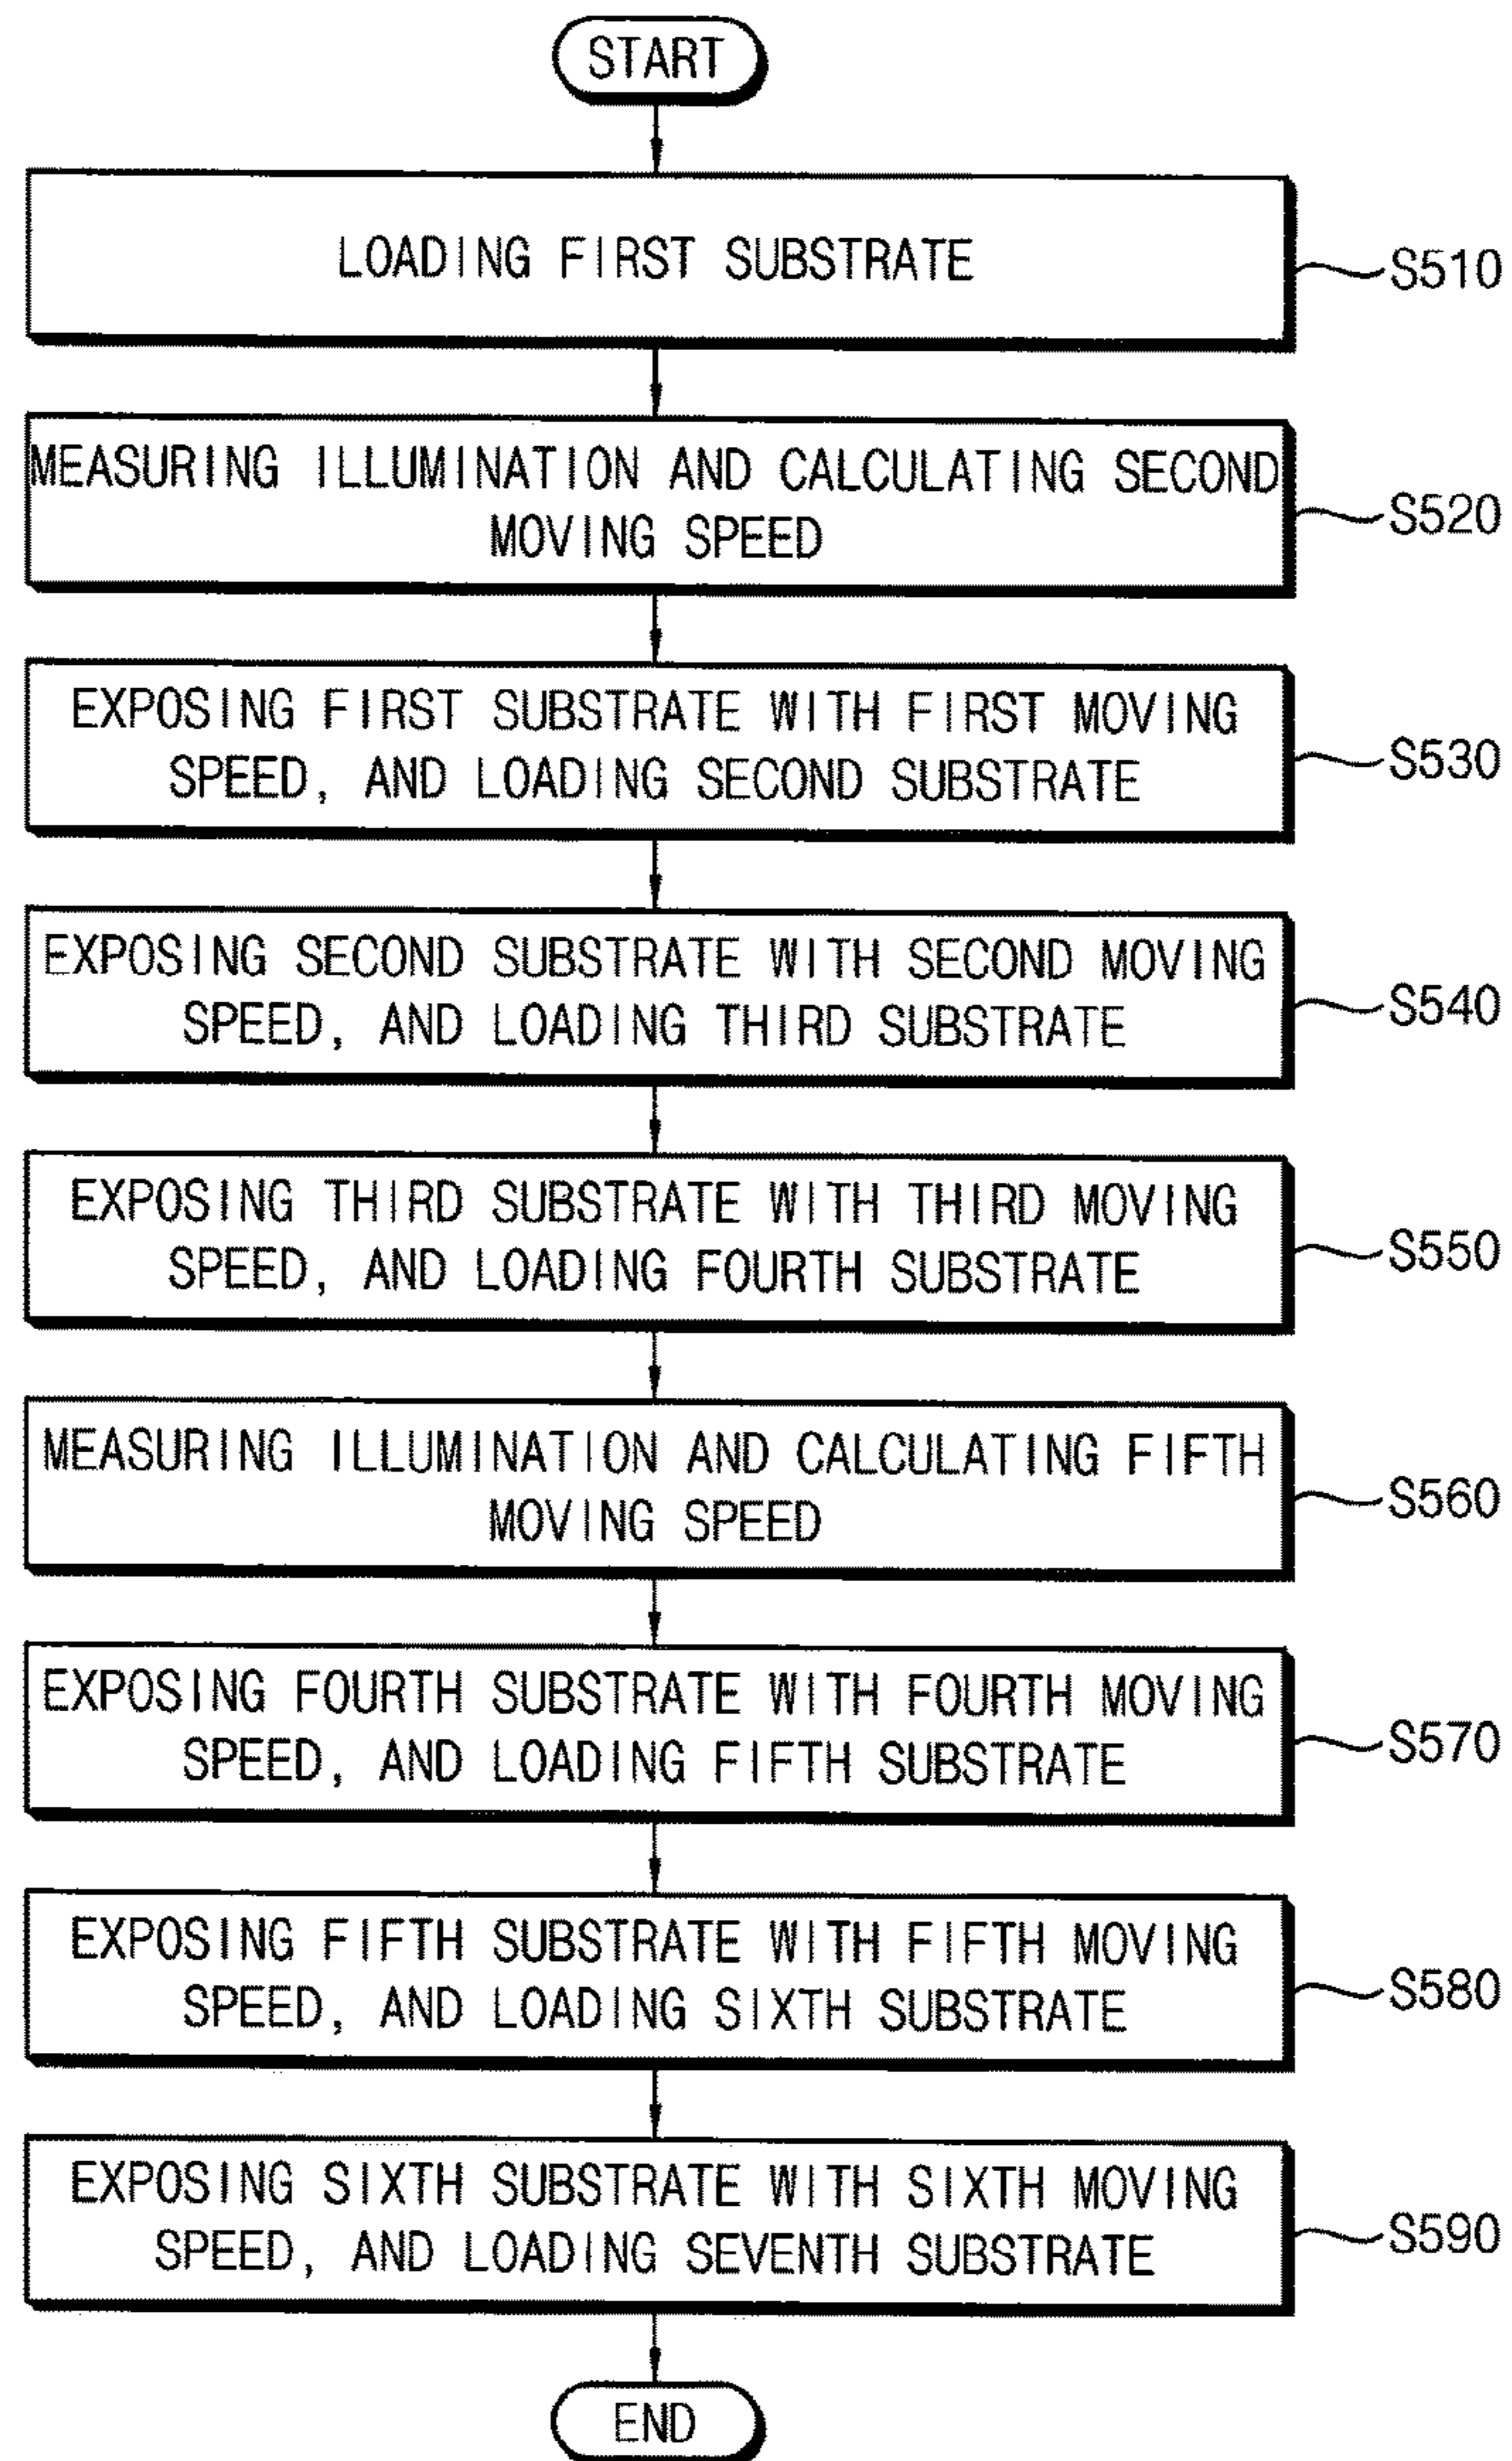 START
LOADING FIRST SUBSTRATE
S510
MEASURING ILLUMINATION AND CALCULATING SECOND
MOVING SPEED
S520
EXPOSING FIRST SUBSTRATE WITH FIRST MOVING
SPEED, AND LOADING SECOND SUBSTRATE
S530
EXPOSING SECOND SUBSTRATE WITH SECOND MOVING
SPEED, AND LOADING THIRD SUBSTRATE
S540
EXPOSING THIRD SUBSTRATE WITH THIRD MOVING
SPEED, AND LOADING FOURTH SUBSTRATE
S550
MEASURING ILLUMINATION AND CALCULATING FIFTH
MOVING SPEED
S560
EXPOSING FOURTH SUBSTRATE WITH FOURTH MOVING
SPEED, AND LOADING FIFTH SUBSTRATE
S570
EXPOSING FIFTH SUBSTRATE WITH FIFTH MOVING
SPEED, AND LOADING SIXTH SUBSTRATE
S580
EXPOSING SIXTH SUBSTRATE WITH SIXTH MOVING
SPEED, AND LOADING SEVENTH SUBSTRATE
S590
END